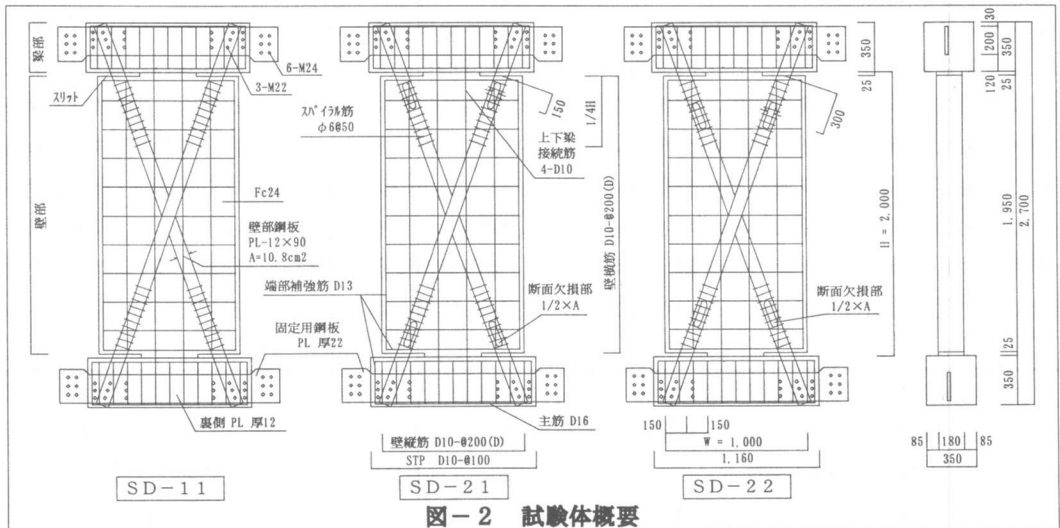 梁部
スリット
壁部
6-M24
3-M22
Fc24
壁部鋼板
PL-12×90
A=10.8cm2
端部補強筋 D13
固定用鋼板
PL 厚22
裏側 PL 厚12
SD-11
スパイラル筋
φ6@50
150
1/4H
上下梁
接続筋
4-D10
壁横筋 D10-@200(D)
断面欠損部
1/2×A
主筋 D16
壁縦筋 D10-@200(D)
STP D10-@100
SD-21
350
25
300
H = 2.000
断面欠損部
1/2×A
150
150
W = 1.000
1.160
SD-22
30
200
120
350
25
1.950
2.700
25
350
85
180
85
350
図-2 試験体概要